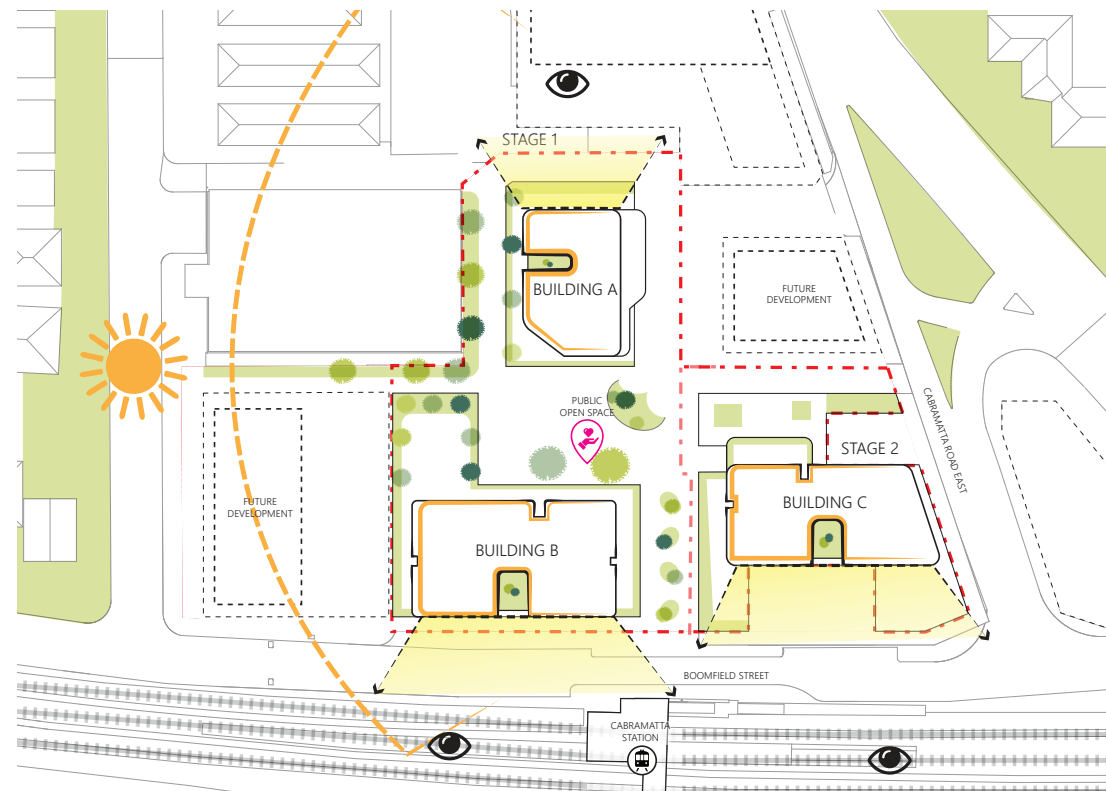 STAGE 1
BUILDING A
FUTURE
DEVELOPMENT
PUBLIC
OPEN SPACE
CABRAMATTA ROAD EAST
STAGE 2
FUTURE
DEVELOPMENT
BUILDING C
BUILDING B
BOOMFIELD STREET
CABRAMATTA
STATION